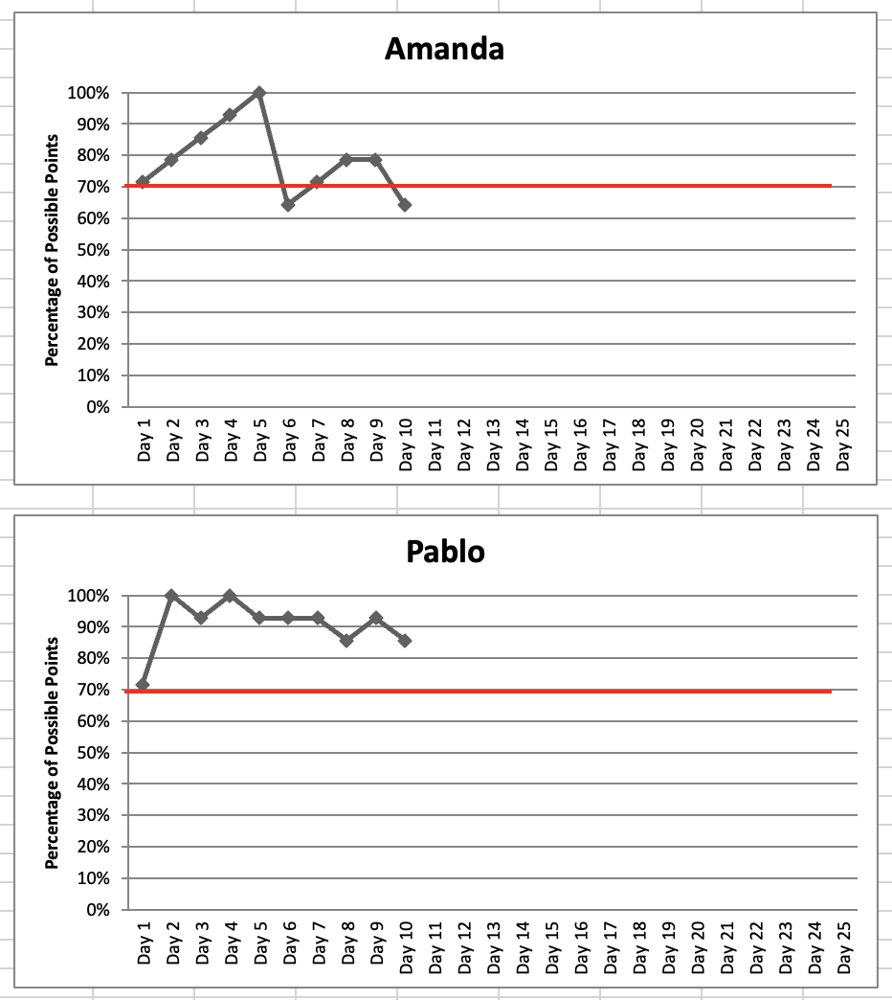 Amanda
Percentage of Possible Points
100%
90%
80%
70%
60%
50%
40%
30%
20%
10%
0%
Day 1
Day 2
Day 3
Day 4
Day 5
Day 6
Day 7
Day 8
Day 9
Day 10
Day 11
Day 12
Day 13
Day 14
Day 15
Day 16
Day 17
Day 18
Day 19
Day 20
Day 21
Day 22
Day 23
Day 24
Day 25
Pablo
Percentage of Possible Points
100%
90%
80%
70%
60%
50%
40%
30%
20%
10%
0%
Day 1
Day 2
Day 3
Day 4
Day 5
Day 6
Day 7
Day 8
Day 9
Day 10
Day 11
Day 12
Day 13
Day 14
Day 15
Day 16
Day 17
Day 18
Day 19
Day 20
Day 21
Day 22
Day 23
Day 24
Day 25